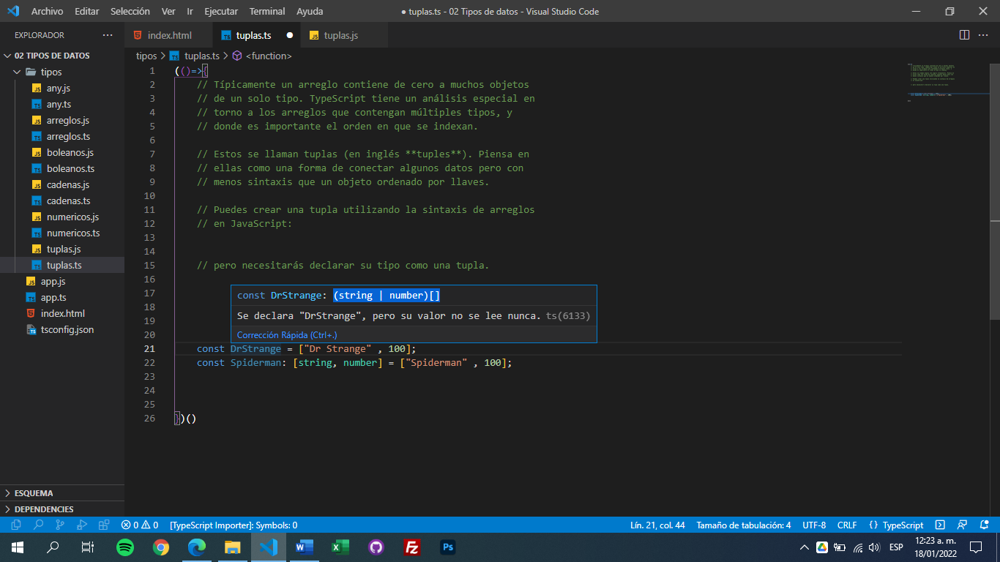 Archivo Editar Selección Ver Ir Ejecutar Terminal Ayuda
● tuplas.ts - 02 Tipos de datos - Visual Studio Code
EXPLORADOR
index.html
tuplas.ts
tuplas.js
02 TIPOS DE DATOS
tipos
any.js
any.ts
arreglos.js
arreglos.ts
boleanos.js
boleanos.ts
cadenas.js
cadenas.ts
numericos.js
numericos.ts
tuplas.js
tuplas.ts
app.js
app.ts
index.html
tsconfig.json
ESQUEMA
DEPENDENCIES
tipos > tuplas.ts > <function>
1 (()=>{
2 // Típicamente un arreglo contiene de cero a muchos objetos
3 // de un solo tipo. TypeScript tiene un análisis especial en
4 // torno a los arreglos que contengan múltiples tipos, y
5 // donde es importante el orden en que se indexan.
6
7 // Estos se llaman tuplas (en inglés **tuples**). Piensa en
8 // ellas como una forma de conectar algunos datos pero con
9 // menos sintaxis que un objeto ordenado por llaves.
10
11 // Puedes crear una tupla utilizando la sintaxis de arreglos
12 // en JavaScript:
13
14
15 // pero necesitarás declarar su tipo como una tupla.
16
17
18
19
20
const DrStrange: (string | number)[]
Se declara "DrStrange", pero su valor no se lee nunca. ts(6133)
Corrección Rápida (Ctrl+.)
21 const DrStrange = ["Dr Strange" , 100];
22 const Spiderman: [string, number] = ["Spiderman" , 100];
23
24
25
26 })()
0 0 [TypeScript Importer]: Symbols: 0
Lín. 21, col. 44 Tamaño de tabulación: 4 UTF-8 CRLF {} TypeScript
ESP
12:23 a. m.
18/01/2022